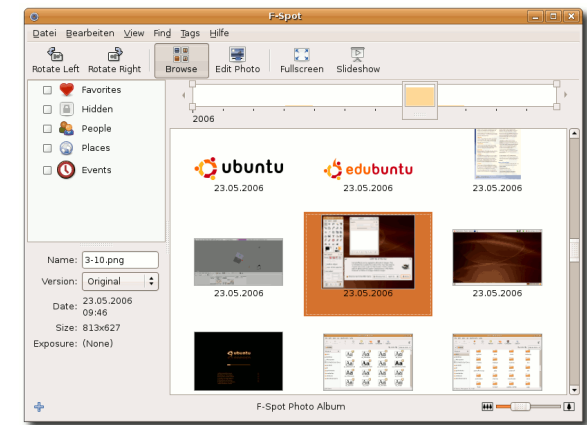 F-Spot
Datei Bearbeiten View Find Tags Hilfe
Rotate Left Rotate Right Browse Edit Photo Fullscreen Slideshow
Favorites
Hidden
People
Places
Events
2006
ubuntu
edubuntu
23.05.2006 23.05.2006 23.05.2006
23.05.2006 23.05.2006 23.05.2006
ubuntu
Name: 3-10.png
Version: Original
Date: 23.05.2006
09:46
Size: 813x627
Exposure: (None)
F-Spot Photo Album